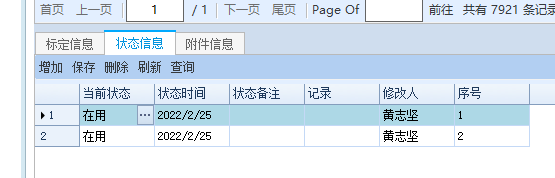 首页 上一页 1 / 1 下一页 尾页 Page Of 前往 共有 7921 条记录
标定信息 状态信息 附件信息
增加 保存 删除 刷新 查询
当前状态 状态时间 状态备注 记录 修改人 序号
1 在用 ... 2022/2/25 黄志坚 1
2 在用 2022/2/25 黄志坚 2